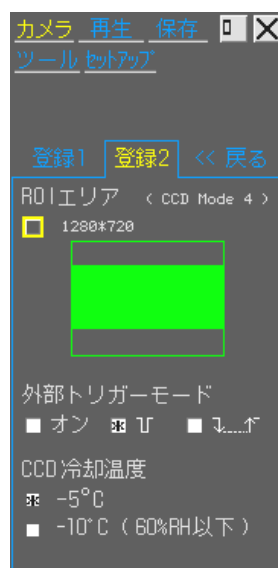 カメラ 再生 保存
ツール セットアップ
登録1 登録2 << 戻る
ROIエリア ( CCD Mode 4 )
1280*720
外部トリガーモード
オン
CCD冷却温度
-5°C
-10°C ( 60%RH以下 )